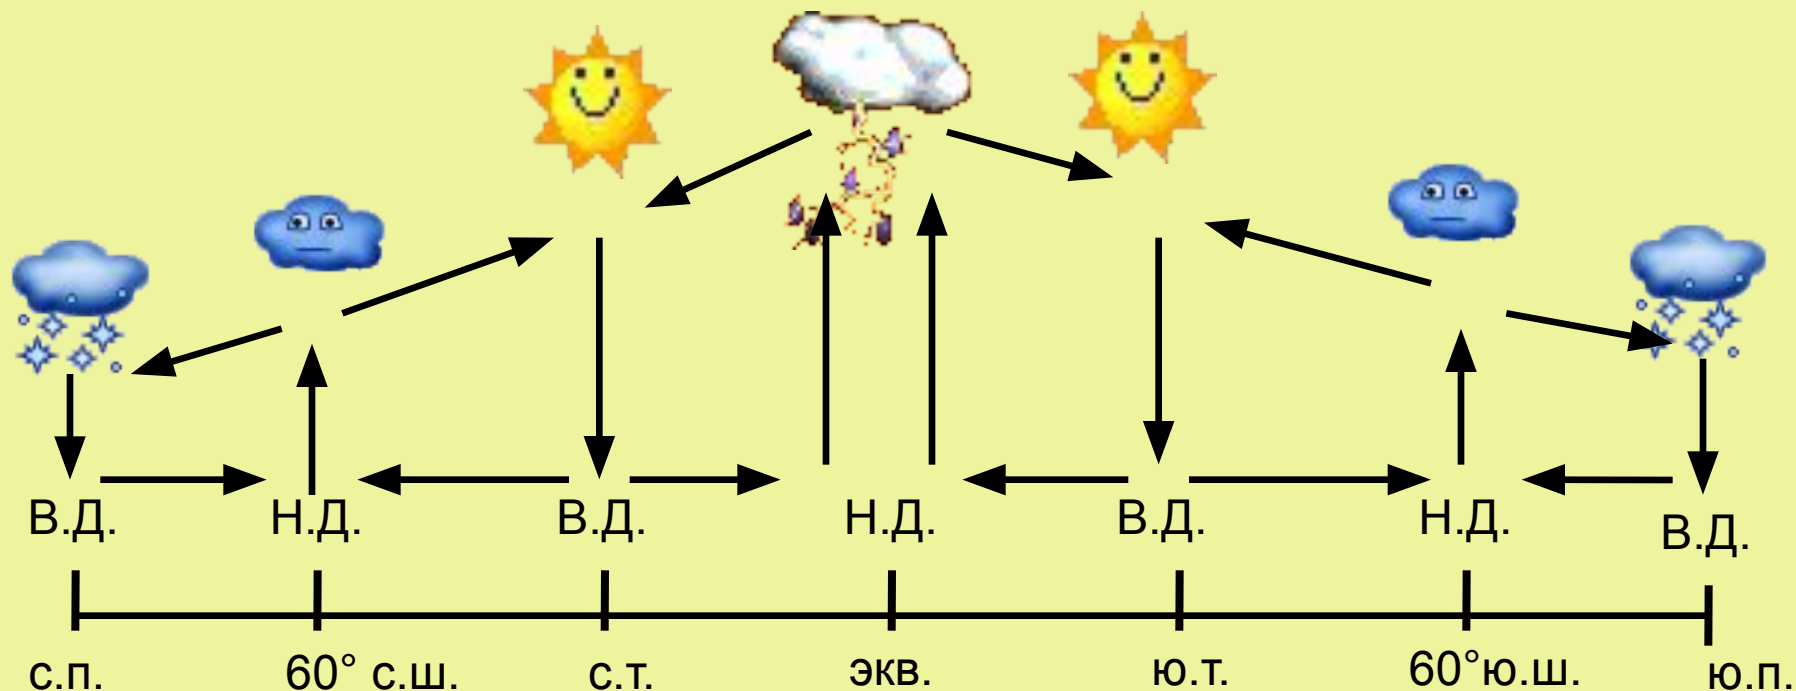 В.Д. Н.Д. В.Д. Н.Д. В.Д. Н.Д. В.Д.
с.п. 60° с.ш. с.т. экв. ю.т. 60°ю.ш. ю.п.